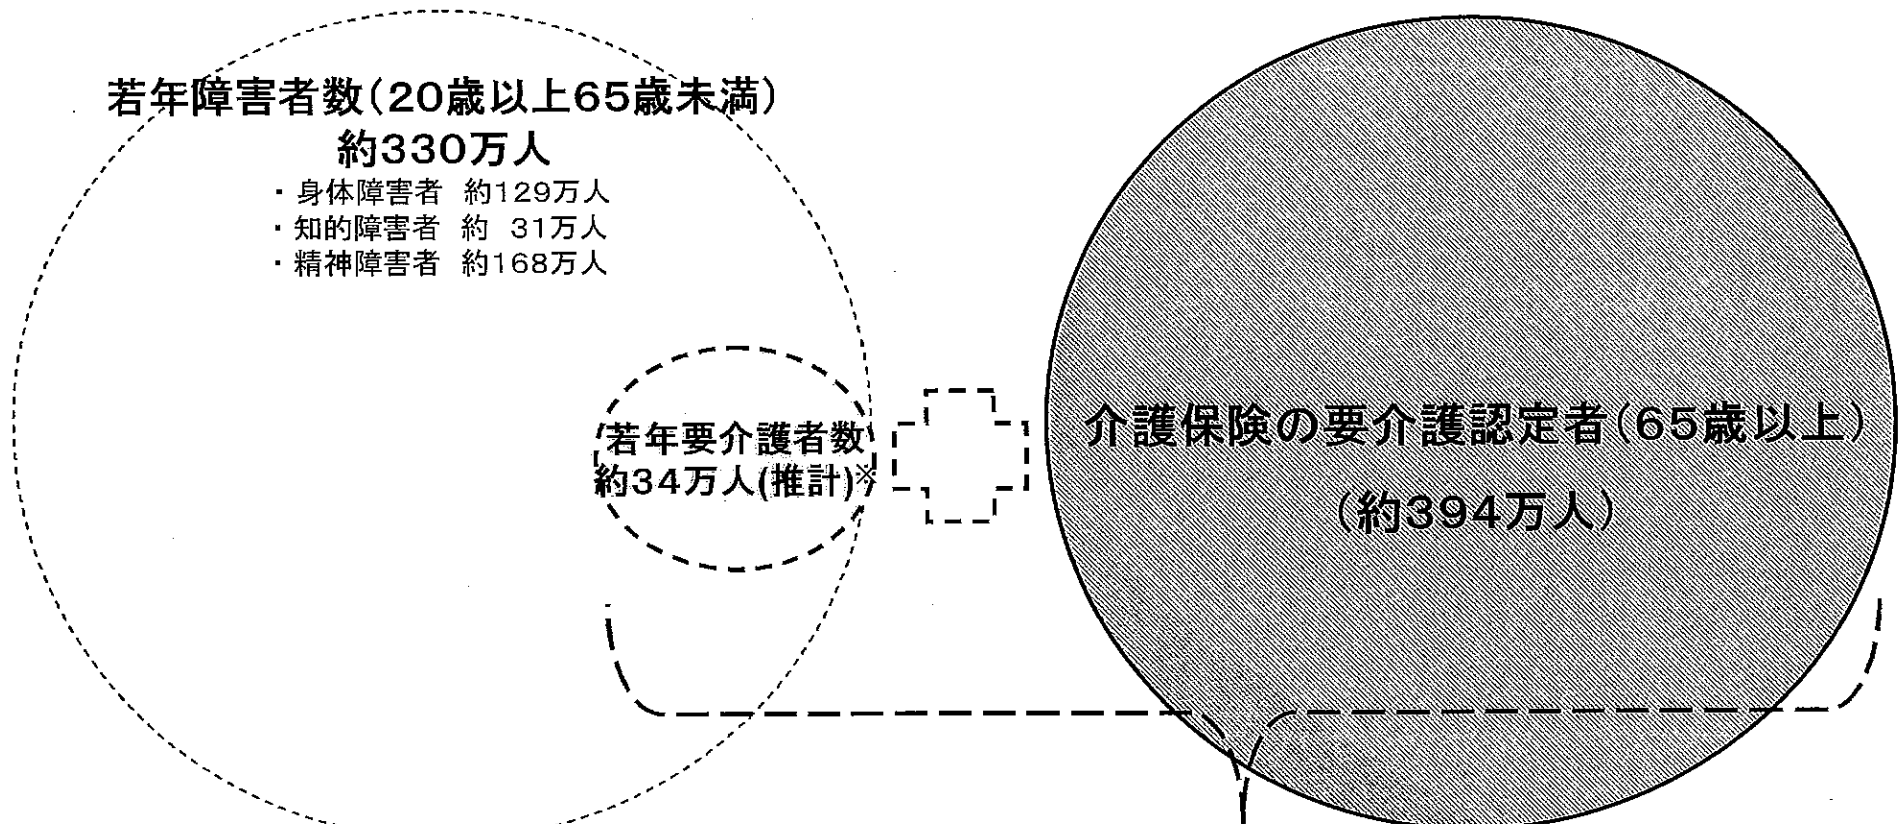 若年障害者数(20歳以上65歳未満)
約330万人
・身体障害者 約129万人
・知的障害者 約 31万人
・精神障害者 約168万人
若年要介護者数
約34万人(推計)※
介護保険の要介護認定者(65歳以上)
(約394万人)